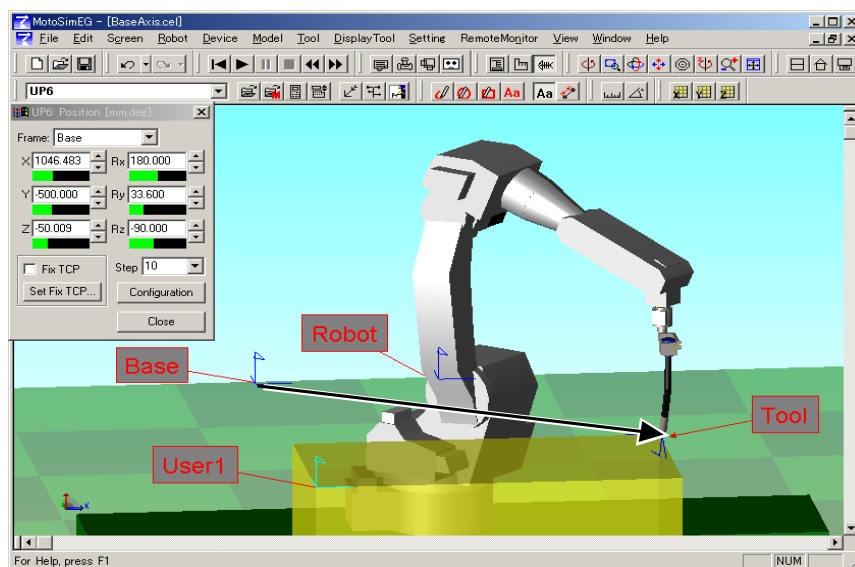 MotoSimEG - [BaseAxis.cel]
File Edit Screen Robot Device Model Tool DisplayTool Setting RemoteMonitor View Window Help
UP6
Aa Aa
UP6: Position [mm,deg]
Frame: Base
X 1046.483 Rx 180.000
Y -500.000 Ry 33.600
Z -50.009 Rz -90.000
Fix TCP Step 10
Set Fix TCP... Configuration
Close
Robot
Base
Tool
User1
x
For Help, press F1 NUM